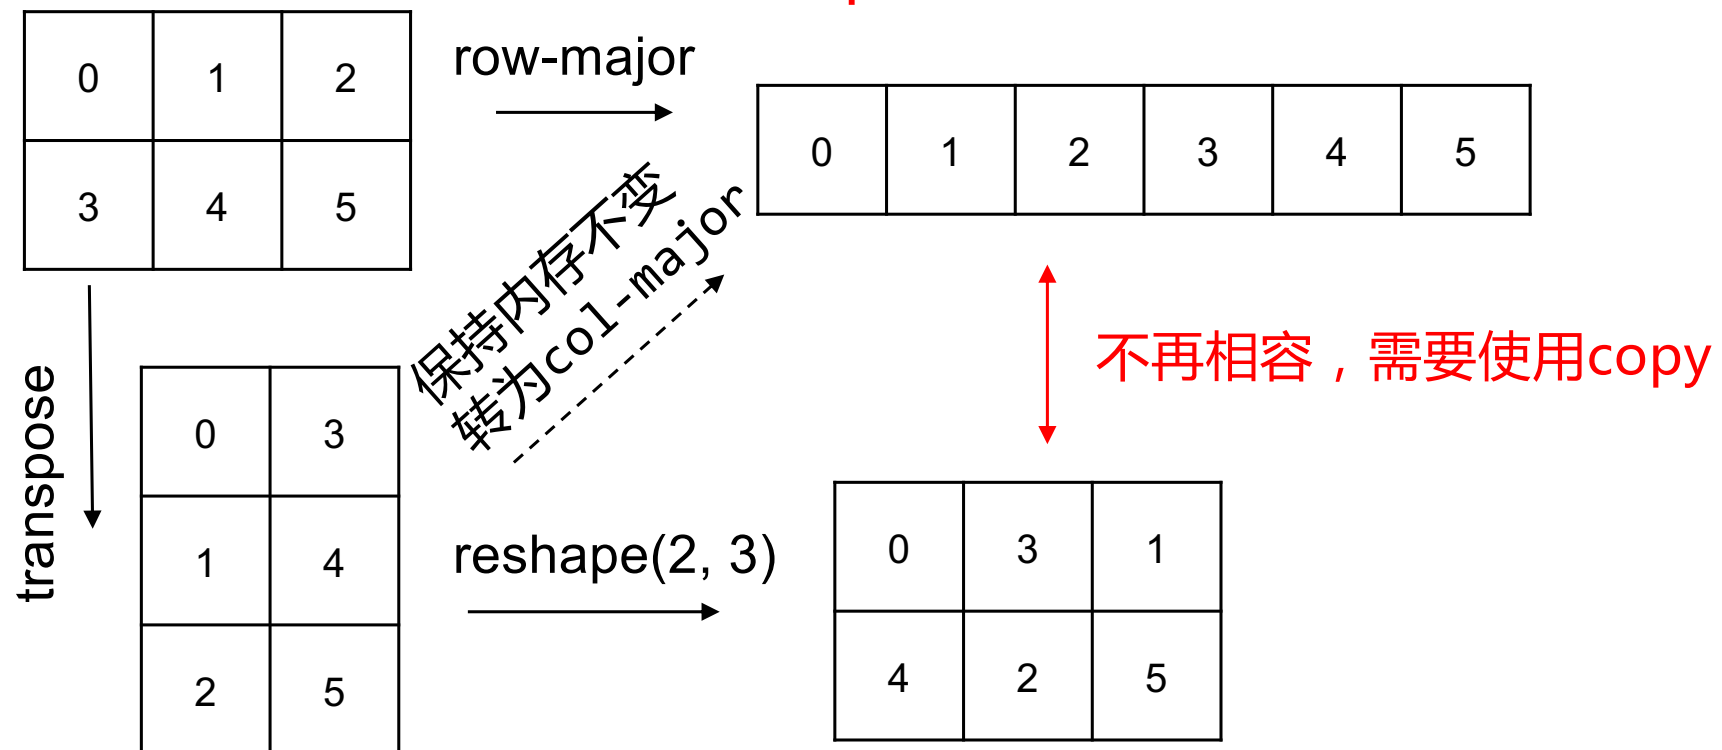 0 1 2
3 4 5
row-major
0 1 2 3 4 5
保持内存不变
转为col-major
不再相容，需要使用copy
transpose
0 3
1 4
2 5
reshape(2, 3)
0 3 1
4 2 5